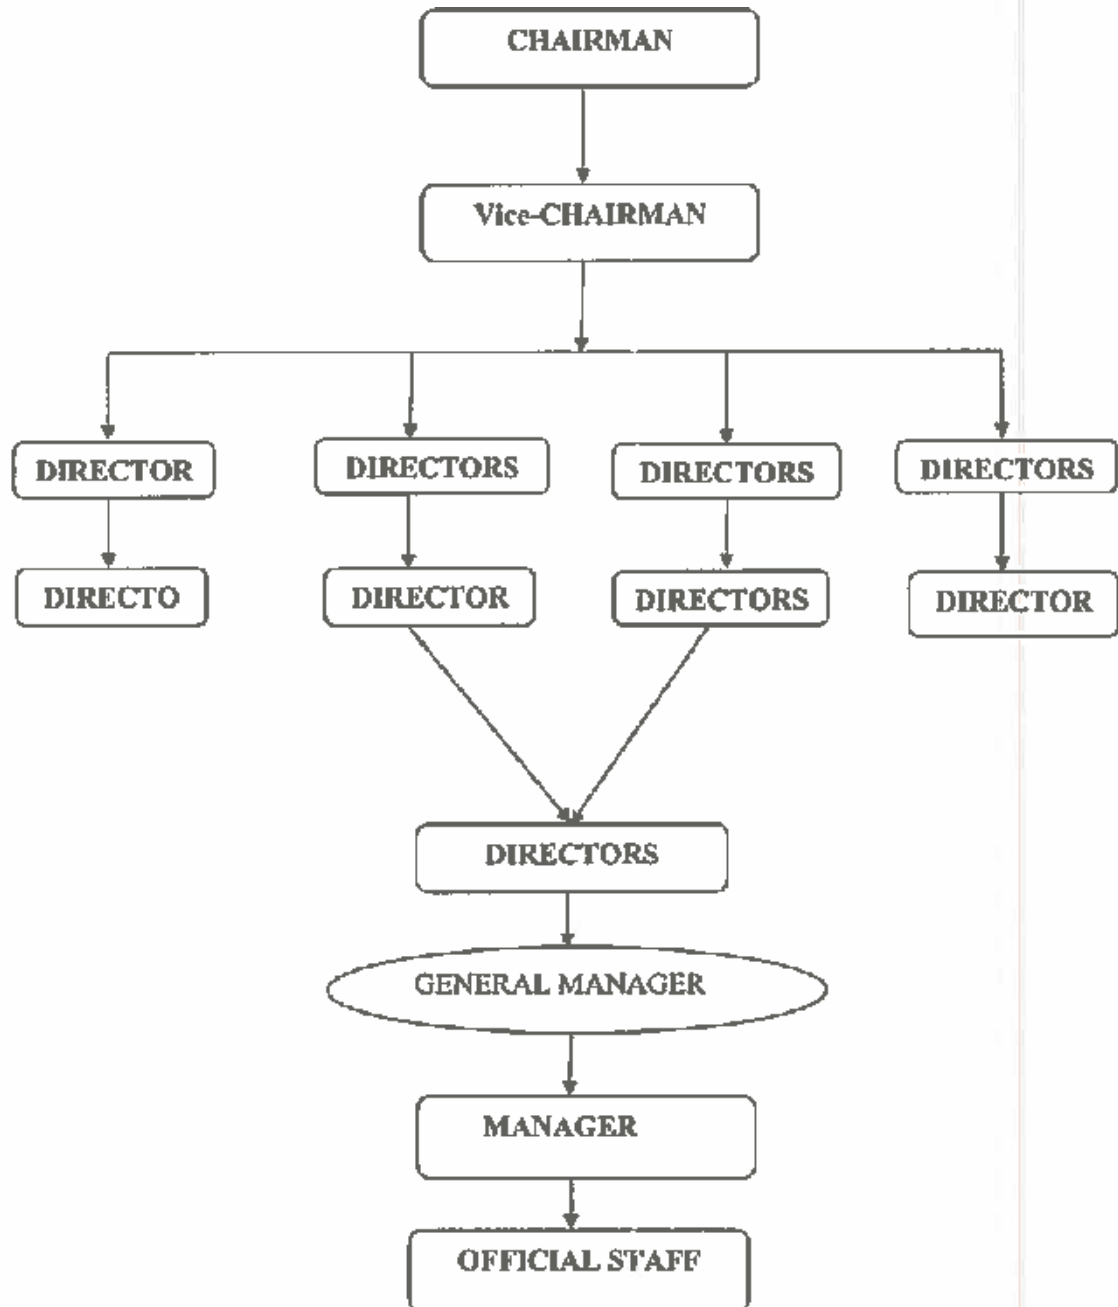 CHAIRMAN
Vice-CHAIRMAN
DIRECTOR
DIRECTORS
DIRECTORS
DIRECTORS
DIRECTO
DIRECTOR
DIRECTORS
DIRECTOR
DIRECTORS
GENERAL MANAGER
MANAGER
OFFICIAL STAFF